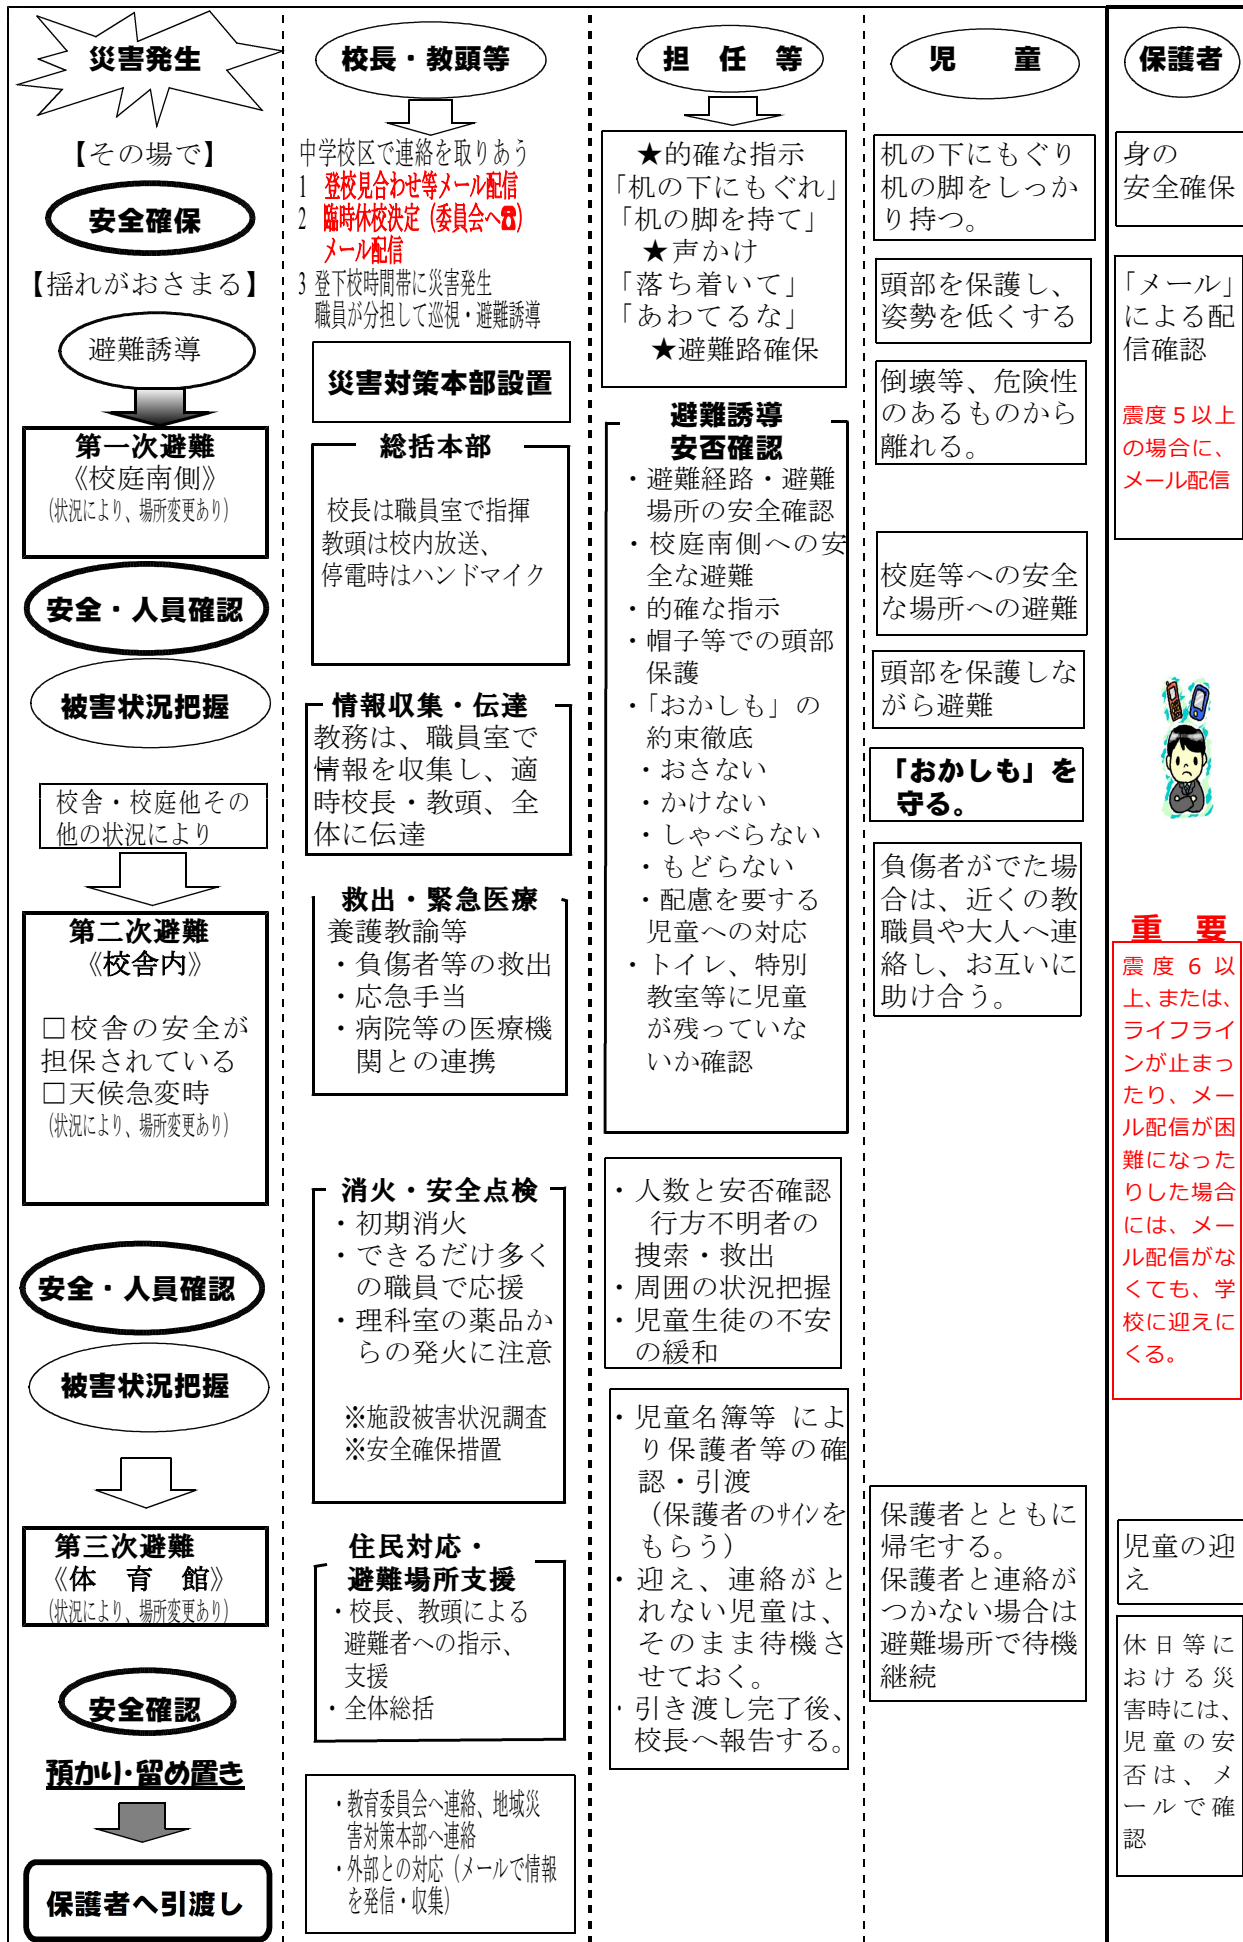 災害発生
【その場で】
安全確保
【揺れがおさまる】
避難誘導
第一次避難
《校庭南側》
(状況により、場所変更あり)
安全・人員確認
被害状況把握
校舎・校庭他その
他の状況により
第二次避難
《校舎内》
□校舎の安全が
担保されている
□天候急変時
(状況により、場所変更あり)
安全・人員確認
被害状況把握
第三次避難
《体　育　館》
(状況により、場所変更あり)
安全確認
預かり・留め置き
保護者へ引渡し
校長・教頭等
中学校区で連絡を取りあう
1　登校見合わせ等メール配信
2　臨時休校決定（委員会へ☎）
メール配信
3 登下校時間帯に災害発生
職員が分担して巡視・避難誘導
災害対策本部設置
総括本部
校長は職員室で指揮
教頭は校内放送、
停電時はハンドマイク
情報収集・伝達
教務は、職員室で
情報を収集し、適
時校長・教頭、全
体に伝達
救出・緊急医療
養護教諭等
・負傷者等の救出
・応急手当
・病院等の医療機
関との連携
消火・安全点検
・初期消火
・できるだけ多く
の職員で応援
・理科室の薬品か
らの発火に注意
※施設被害状況調査
※安全確保措置
住民対応・
避難場所支援
・校長、教頭による
避難者への指示、
支援
・全体総括
・教育委員会へ連絡、地域災
害対策本部へ連絡
・外部との対応（メールで情報
を発信・収集）
担　任　等
★的確な指示
「机の下にもぐれ」
「机の脚を持て」
★声かけ
「落ち着いて」
「あわてるな」
★避難路確保
避難誘導
安否確認
・避難経路・避難
場所の安全確認
・校庭南側への安
全な避難
・的確な指示
・帽子等での頭部
保護
・「おかしも」の
約束徹底
・おさない
・かけない
・しゃべらない
・もどらない
・配慮を要する
児童への対応
・トイレ、特別
教室等に児童
が残っていな
いか確認
・人数と安否確認
行方不明者の
捜索・救出
・周囲の状況把握
・児童生徒の不安
の緩和
・児童名簿等 によ
り保護者等の確
認・引渡
（保護者のｻｲﾝを
もらう）
・迎え、連絡がと
れない児童は、
そのまま待機さ
せておく。
・引き渡し完了後、
校長へ報告する。
児　　童
机の下にもぐり
机の脚をしっか
り持つ。
頭部を保護し、
姿勢を低くする
倒壊等、危険性
のあるものから
離れる。
校庭等への安全
な場所への避難
頭部を保護しな
がら避難
「おかしも」を
守る。
負傷者がでた場
合は、近くの教
職員や大人へ連
絡し、お互いに
助け合う。
保護者とともに
帰宅する。
保護者と連絡が
つかない場合は
避難場所で待機
継続
保護者
身の
安全確保
「メール」
による配
信確認
震度５以上
の場合に、
メール配信
重　要
震度６以
上、または、
ライフライ
ンが止まっ
たり、メー
ル配信が困
難になった
りした場合
には、メー
ル配信がな
くても、学
校に迎えに
くる。
児童の迎
え
休日等に
おける災
害時には、
児童の安
否は、メ
ールで確
認